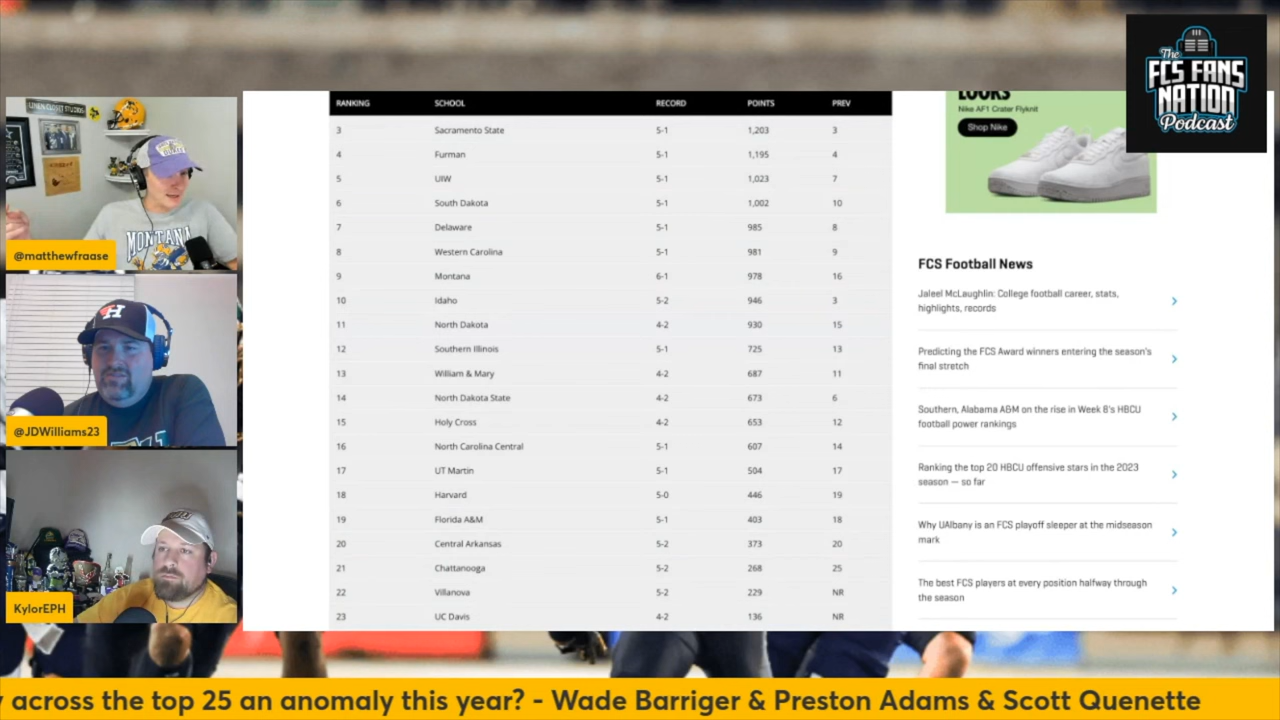 The
FCS FANS
NATION
Podcast
@matthewfraase
MONTANA
@JDWilliams23
H
KylorEPH
RANKING SCHOOL RECORD POINTS PREV
3 Sacramento State 5-1 1,203 3
4 Furman 5-1 1,195 4
5 UIW 5-1 1,023 7
6 South Dakota 5-1 1,002 10
7 Delaware 5-1 985 8
8 Western Carolina 5-1 981 9
9 Montana 6-1 978 16
10 Idaho 5-2 946 3
11 North Dakota 4-2 930 15
12 Southern Illinois 5-1 725 13
13 William & Mary 4-2 687 11
14 North Dakota State 4-2 673 6
15 Holy Cross 4-2 653 12
16 North Carolina Central 5-1 607 14
17 UT Martin 5-1 504 17
18 Harvard 5-0 446 19
19 Florida A&M 5-1 403 18
20 Central Arkansas 5-2 373 20
21 Chattanooga 5-2 268 25
22 Villanova 5-2 229 NR
23 UC Davis 4-2 136 NR
LOOKS
Nike AF1 Crater Flyknit
Shop Nike
FCS Football News
Jaleel McLaughlin: College football career, stats,
highlights, records
Predicting the FCS Award winners entering the season's
final stretch
Southern, Alabama A&M on the rise in Week 8's HBCU
football power rankings
Ranking the top 20 HBCU offensive stars in the 2023
season — so far
Why UAlbany is an FCS playoff sleeper at the midseason
mark
The best FCS players at every position halfway through
the season
across the top 25 an anomaly this year? - Wade Barriger & Preston Adams & Scott Quenette